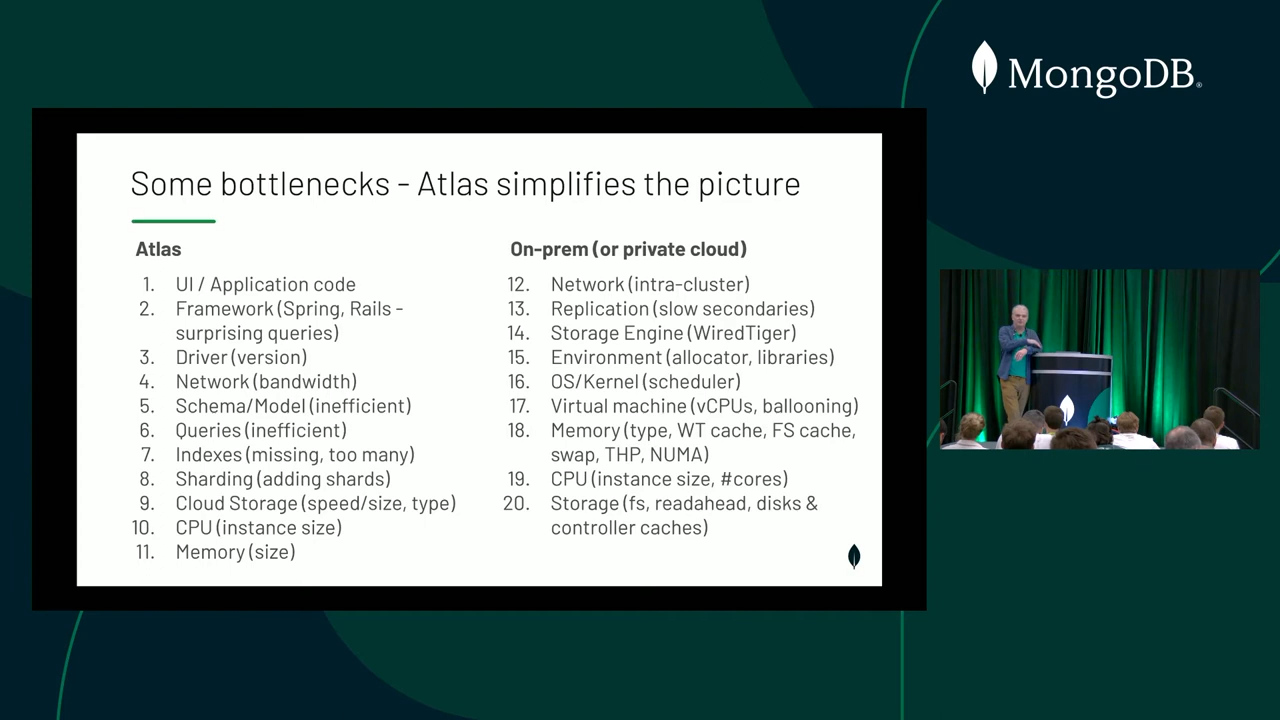 MongoDB®
Some bottlenecks - Atlas simplifies the picture
Atlas
1. UI / Application code
2. Framework (Spring, Rails -
surprising queries)
3. Driver (version)
4. Network (bandwidth)
5. Schema/Model (inefficient)
6. Queries (inefficient)
7. Indexes (missing, too many)
8. Sharding (adding shards)
9. Cloud Storage (speed/size, type)
10. CPU (instance size)
11. Memory (size)
On-prem (or private cloud)
12. Network (intra-cluster)
13. Replication (slow secondaries)
14. Storage Engine (WiredTiger)
15. Environment (allocator, libraries)
16. OS/Kernel (scheduler)
17. Virtual machine (vCPUs, ballooning)
18. Memory (type, WT cache, FS cache,
swap, THP, NUMA)
19. CPU (instance size, #cores)
20. Storage (fs, readahead, disks &
controller caches)